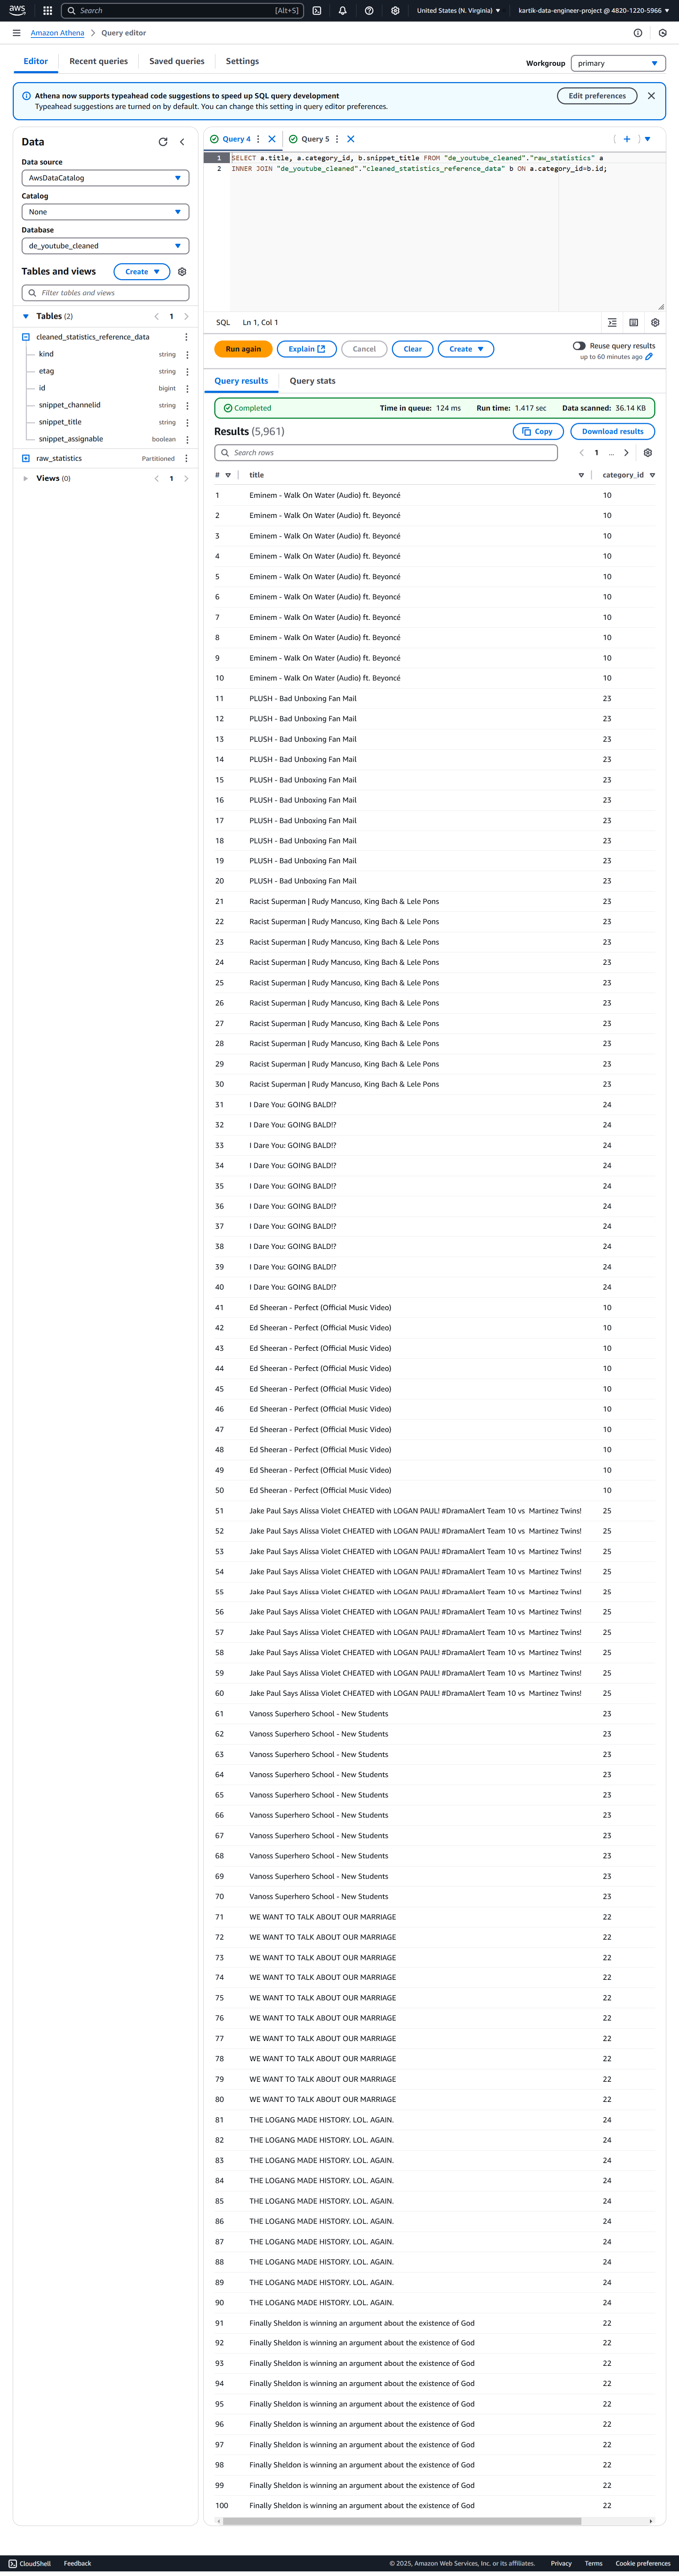 aws
Search [Alt+S] United States (N. Virginia) kartik-data-engineer-project @ 4820-1220-5966
Amazon Athena > Query editor
Editor Recent queries Saved queries Settings
Workgroup primary
Athena now supports typeahead code suggestions to speed up SQL query development
Typeahead suggestions are turned on by default. You can change this setting in query editor preferences.
Edit preferences
Data
Data source
AwsDataCatalog
Catalog
None
Database
de_youtube_cleaned
Tables and views Create
Filter tables and views
Tables (2) < 1 >
cleaned_statistics_reference_data
kind string
etag string
id bigint
snippet_channelid string
snippet_title string
snippet_assignable boolean
raw_statistics Partitioned
Views (0) < 1 >
Query 4 Query 5
1 SELECT a.title, a.category_id, b.snippet_title FROM "de_youtube_cleaned"."raw_statistics" a
2 INNER JOIN "de_youtube_cleaned"."cleaned_statistics_reference_data" b ON a.category_id=b.id;
SQL Ln 1, Col 1
Run again Explain Cancel Clear Create
Reuse query results
up to 60 minutes ago
Query results Query stats
Completed Time in queue: 124 ms Run time: 1.417 sec Data scanned: 36.14 KB
Results (5,961) Copy Download results
Search rows < 1 ... >
# title category_id
1 Eminem - Walk On Water (Audio) ft. Beyoncé 10
2 Eminem - Walk On Water (Audio) ft. Beyoncé 10
3 Eminem - Walk On Water (Audio) ft. Beyoncé 10
4 Eminem - Walk On Water (Audio) ft. Beyoncé 10
5 Eminem - Walk On Water (Audio) ft. Beyoncé 10
6 Eminem - Walk On Water (Audio) ft. Beyoncé 10
7 Eminem - Walk On Water (Audio) ft. Beyoncé 10
8 Eminem - Walk On Water (Audio) ft. Beyoncé 10
9 Eminem - Walk On Water (Audio) ft. Beyoncé 10
10 Eminem - Walk On Water (Audio) ft. Beyoncé 10
11 PLUSH - Bad Unboxing Fan Mail 23
12 PLUSH - Bad Unboxing Fan Mail 23
13 PLUSH - Bad Unboxing Fan Mail 23
14 PLUSH - Bad Unboxing Fan Mail 23
15 PLUSH - Bad Unboxing Fan Mail 23
16 PLUSH - Bad Unboxing Fan Mail 23
17 PLUSH - Bad Unboxing Fan Mail 23
18 PLUSH - Bad Unboxing Fan Mail 23
19 PLUSH - Bad Unboxing Fan Mail 23
20 PLUSH - Bad Unboxing Fan Mail 23
21 Racist Superman | Rudy Mancuso, King Bach & Lele Pons 23
22 Racist Superman | Rudy Mancuso, King Bach & Lele Pons 23
23 Racist Superman | Rudy Mancuso, King Bach & Lele Pons 23
24 Racist Superman | Rudy Mancuso, King Bach & Lele Pons 23
25 Racist Superman | Rudy Mancuso, King Bach & Lele Pons 23
26 Racist Superman | Rudy Mancuso, King Bach & Lele Pons 23
27 Racist Superman | Rudy Mancuso, King Bach & Lele Pons 23
28 Racist Superman | Rudy Mancuso, King Bach & Lele Pons 23
29 Racist Superman | Rudy Mancuso, King Bach & Lele Pons 23
30 Racist Superman | Rudy Mancuso, King Bach & Lele Pons 23
31 I Dare You: GOING BALD!? 24
32 I Dare You: GOING BALD!? 24
33 I Dare You: GOING BALD!? 24
34 I Dare You: GOING BALD!? 24
35 I Dare You: GOING BALD!? 24
36 I Dare You: GOING BALD!? 24
37 I Dare You: GOING BALD!? 24
38 I Dare You: GOING BALD!? 24
39 I Dare You: GOING BALD!? 24
40 I Dare You: GOING BALD!? 24
41 Ed Sheeran - Perfect (Official Music Video) 10
42 Ed Sheeran - Perfect (Official Music Video) 10
43 Ed Sheeran - Perfect (Official Music Video) 10
44 Ed Sheeran - Perfect (Official Music Video) 10
45 Ed Sheeran - Perfect (Official Music Video) 10
46 Ed Sheeran - Perfect (Official Music Video) 10
47 Ed Sheeran - Perfect (Official Music Video) 10
48 Ed Sheeran - Perfect (Official Music Video) 10
49 Ed Sheeran - Perfect (Official Music Video) 10
50 Ed Sheeran - Perfect (Official Music Video) 10
51 Jake Paul Says Alissa Violet CHEATED with LOGAN PAUL! #DramaAlert Team 10 vs Martinez Twins! 25
52 Jake Paul Says Alissa Violet CHEATED with LOGAN PAUL! #DramaAlert Team 10 vs Martinez Twins! 25
53 Jake Paul Says Alissa Violet CHEATED with LOGAN PAUL! #DramaAlert Team 10 vs Martinez Twins! 25
54 Jake Paul Says Alissa Violet CHEATED with LOGAN PAUL! #DramaAlert Team 10 vs Martinez Twins! 25
55 Jake Paul Says Alissa Violet CHEATED with LOGAN PAUL! #DramaAlert Team 10 vs Martinez Twins! 25
56 Jake Paul Says Alissa Violet CHEATED with LOGAN PAUL! #DramaAlert Team 10 vs Martinez Twins! 25
57 Jake Paul Says Alissa Violet CHEATED with LOGAN PAUL! #DramaAlert Team 10 vs Martinez Twins! 25
58 Jake Paul Says Alissa Violet CHEATED with LOGAN PAUL! #DramaAlert Team 10 vs Martinez Twins! 25
59 Jake Paul Says Alissa Violet CHEATED with LOGAN PAUL! #DramaAlert Team 10 vs Martinez Twins! 25
60 Jake Paul Says Alissa Violet CHEATED with LOGAN PAUL! #DramaAlert Team 10 vs Martinez Twins! 25
61 Vanoss Superhero School - New Students 23
62 Vanoss Superhero School - New Students 23
63 Vanoss Superhero School - New Students 23
64 Vanoss Superhero School - New Students 23
65 Vanoss Superhero School - New Students 23
66 Vanoss Superhero School - New Students 23
67 Vanoss Superhero School - New Students 23
68 Vanoss Superhero School - New Students 23
69 Vanoss Superhero School - New Students 23
70 Vanoss Superhero School - New Students 23
71 WE WANT TO TALK ABOUT OUR MARRIAGE 22
72 WE WANT TO TALK ABOUT OUR MARRIAGE 22
73 WE WANT TO TALK ABOUT OUR MARRIAGE 22
74 WE WANT TO TALK ABOUT OUR MARRIAGE 22
75 WE WANT TO TALK ABOUT OUR MARRIAGE 22
76 WE WANT TO TALK ABOUT OUR MARRIAGE 22
77 WE WANT TO TALK ABOUT OUR MARRIAGE 22
78 WE WANT TO TALK ABOUT OUR MARRIAGE 22
79 WE WANT TO TALK ABOUT OUR MARRIAGE 22
80 WE WANT TO TALK ABOUT OUR MARRIAGE 22
81 THE LOGANG MADE HISTORY. LOL. AGAIN. 24
82 THE LOGANG MADE HISTORY. LOL. AGAIN. 24
83 THE LOGANG MADE HISTORY. LOL. AGAIN. 24
84 THE LOGANG MADE HISTORY. LOL. AGAIN. 24
85 THE LOGANG MADE HISTORY. LOL. AGAIN. 24
86 THE LOGANG MADE HISTORY. LOL. AGAIN. 24
87 THE LOGANG MADE HISTORY. LOL. AGAIN. 24
88 THE LOGANG MADE HISTORY. LOL. AGAIN. 24
89 THE LOGANG MADE HISTORY. LOL. AGAIN. 24
90 THE LOGANG MADE HISTORY. LOL. AGAIN. 24
91 Finally Sheldon is winning an argument about the existence of God 22
92 Finally Sheldon is winning an argument about the existence of God 22
93 Finally Sheldon is winning an argument about the existence of God 22
94 Finally Sheldon is winning an argument about the existence of God 22
95 Finally Sheldon is winning an argument about the existence of God 22
96 Finally Sheldon is winning an argument about the existence of God 22
97 Finally Sheldon is winning an argument about the existence of God 22
98 Finally Sheldon is winning an argument about the existence of God 22
99 Finally Sheldon is winning an argument about the existence of God 22
100 Finally Sheldon is winning an argument about the existence of God 22
CloudShell Feedback © 2025, Amazon Web Services, Inc. or its affiliates. Privacy Terms Cookie preferences